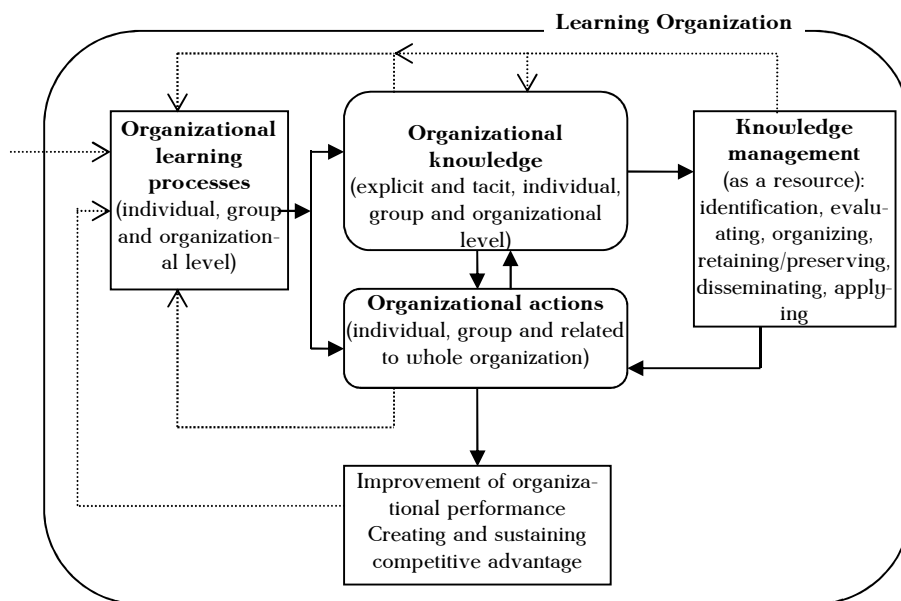 Learning Organization
Organizational
learning
processes
(individual, group
and organization-
al level)
Organizational
knowledge
(explicit and tacit, individual,
group and organizational
level)
Knowledge
management
(as a resource):
identification, evalu-
ating, organizing,
retaining/preserving,
disseminating, apply-
ing
Organizational actions
(individual, group and related
to whole organization)
Improvement of organiza-
tional performance
Creating and sustaining
competitive advantage